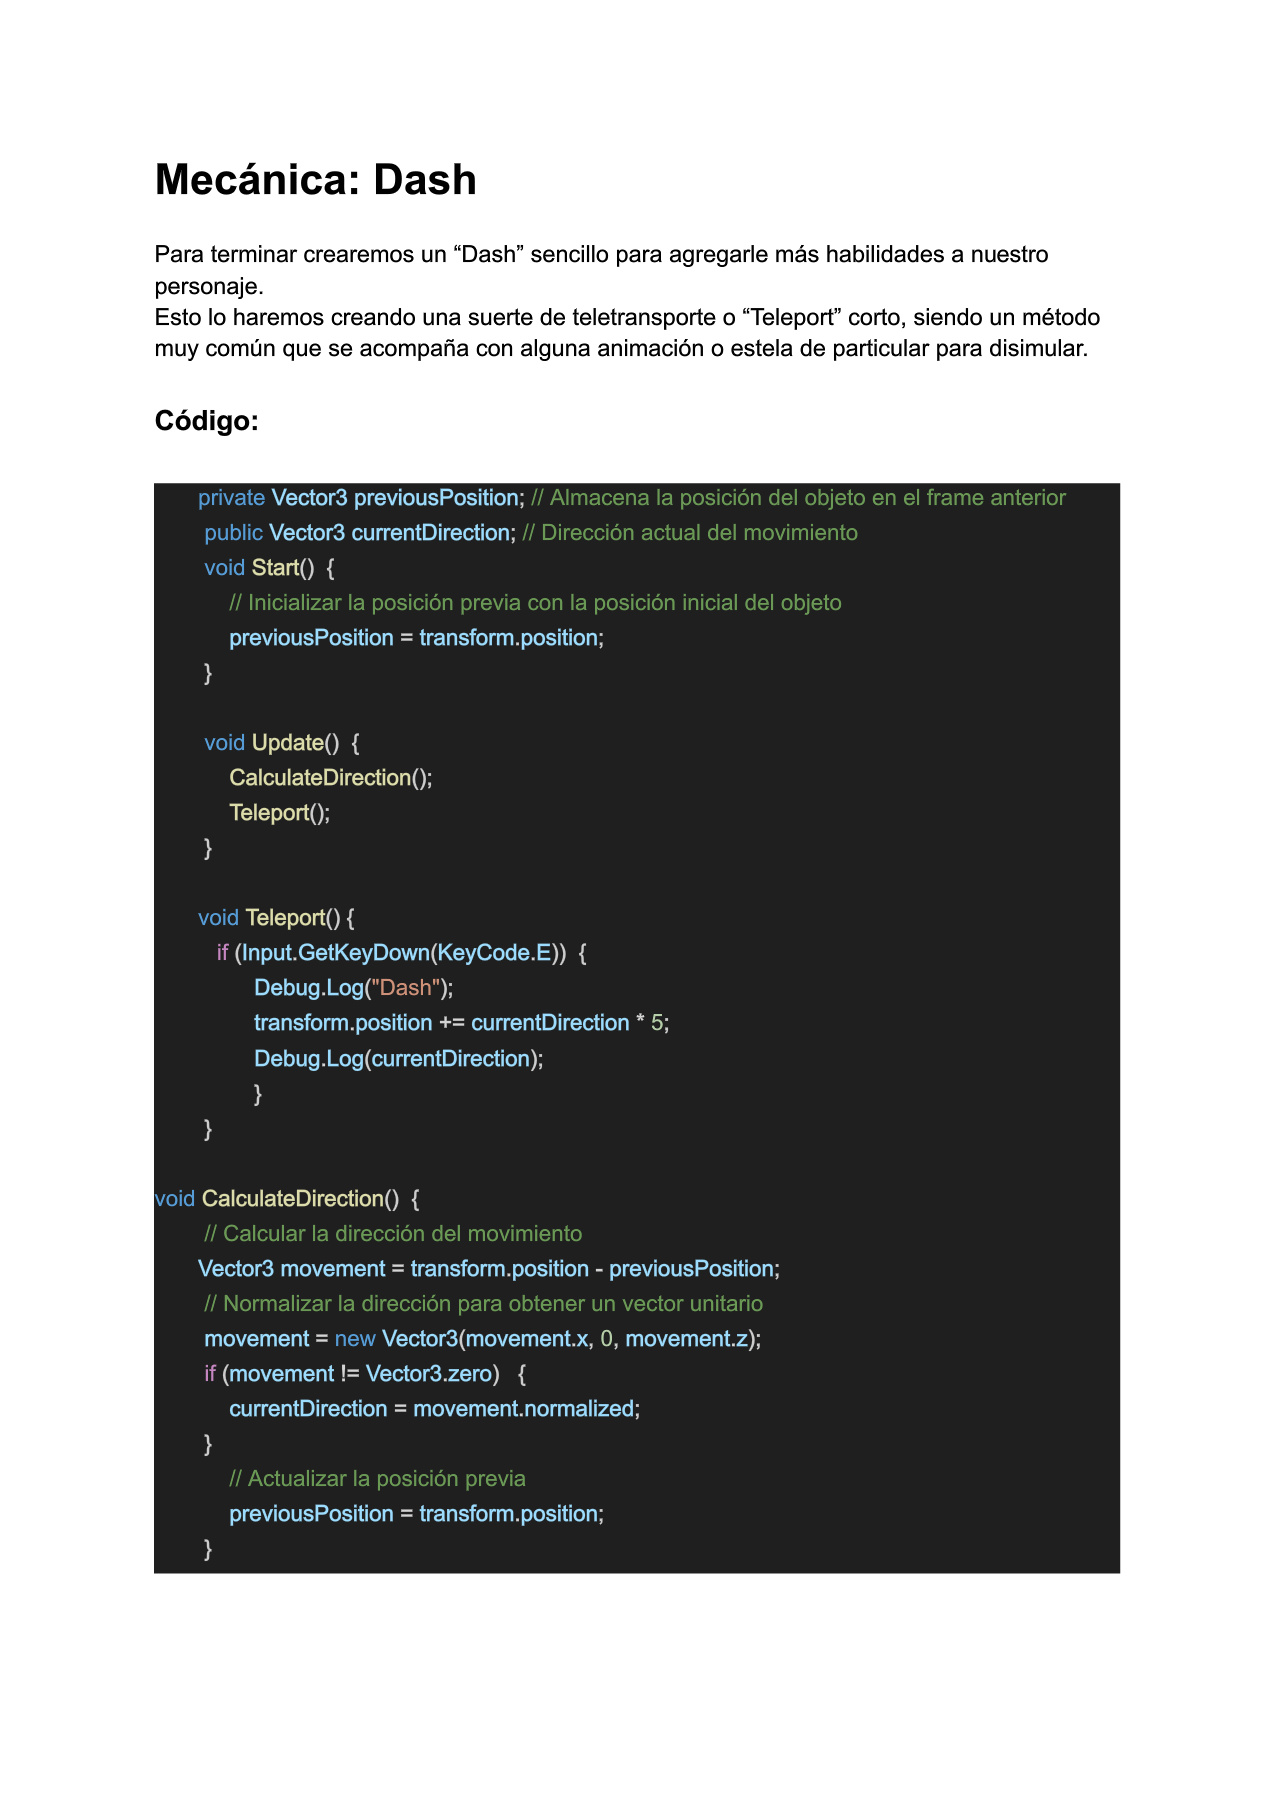 Mecánica: Dash
Para terminar crearemos un “Dash” sencillo para agregarle más habilidades a nuestro
personaje.
Esto lo haremos creando una suerte de teletransporte o “Teleport” corto, siendo un método
muy común que se acompaña con alguna animación o estela de particular para disimular.
Código:
private Vector3 previousPosition; // Almacena la posición del objeto en el frame anterior
public Vector3 currentDirection; // Dirección actual del movimiento
void Start()  {
// Inicializar la posición previa con la posición inicial del objeto
previousPosition = transform.position;
}
void Update()  {
CalculateDirection();
Teleport();
}
void Teleport() {
if (Input.GetKeyDown(KeyCode.E))  {
Debug.Log("Dash");
transform.position += currentDirection * 5;
Debug.Log(currentDirection);
}
}
void CalculateDirection()  {
// Calcular la dirección del movimiento
Vector3 movement = transform.position - previousPosition;
// Normalizar la dirección para obtener un vector unitario
movement = new Vector3(movement.x, 0, movement.z);
if (movement != Vector3.zero)   {
currentDirection = movement.normalized;
}
// Actualizar la posición previa
previousPosition = transform.position;
}